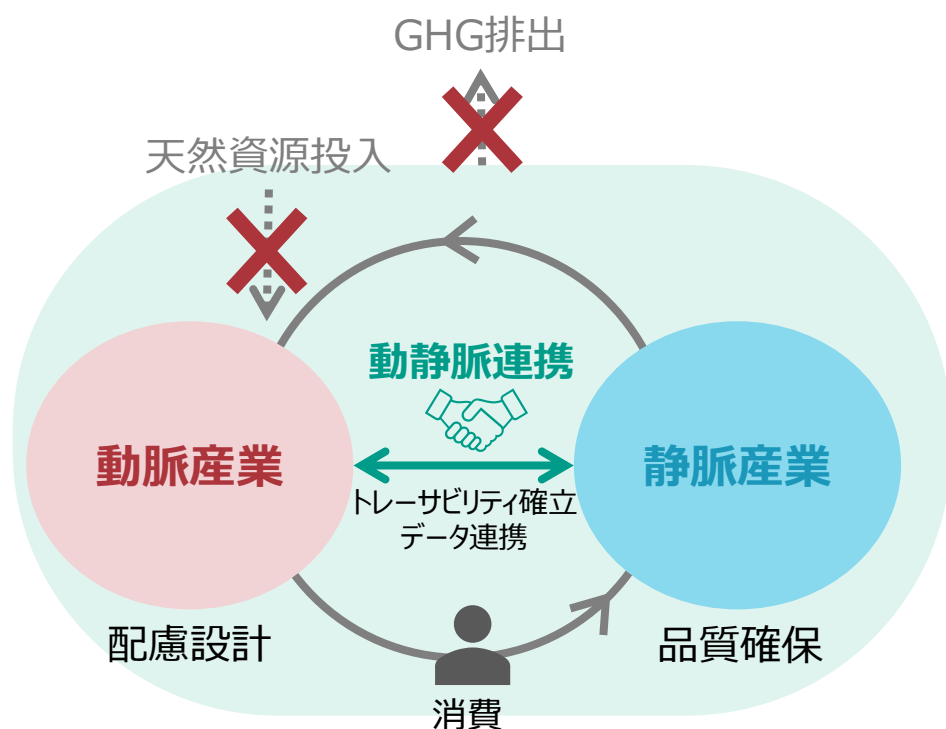 GHG排出
天然資源投入
動静脈連携
動脈産業
静脈産業
トレーサビリティ確立
データ連携
配慮設計
品質確保
消費